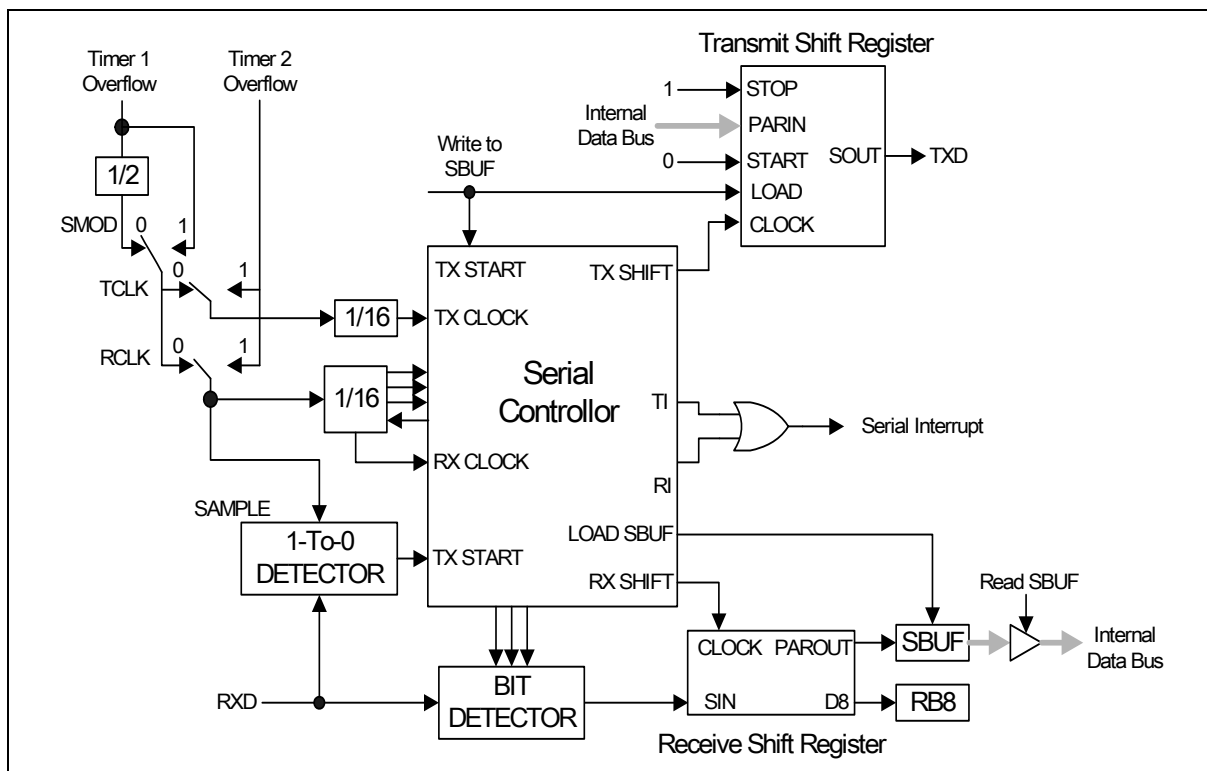 Timer 1
Overflow
Timer 2
Overflow
Transmit Shift Register
1
STOP
Internal
Data Bus
PARIN
0
START
SOUT
TXD
Write to
SBUF
LOAD
CLOCK
1/2
SMOD
0
1
TX START
TX SHIFT
TCLK
0
1
1/16
TX CLOCK
RCLK
0
1
1/16
Serial
Controllor
TI
Serial Interrupt
RX CLOCK
RI
SAMPLE
1-To-0
DETECTOR
TX START
LOAD SBUF
RX SHIFT
Read SBUF
CLOCK
PAROUT
SBUF
Internal
Data Bus
RXD
BIT
DETECTOR
SIN
D8
RB8
Receive Shift Register